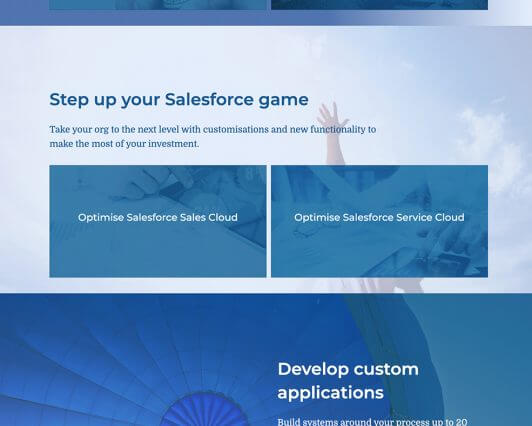 Step up your Salesforce game
Take your org to the next level with customisations and new functionality to
make the most of your investment.
Optimise Salesforce Sales Cloud
Optimise Salesforce Service Cloud
Develop custom
applications
Build systems around your process up to 20